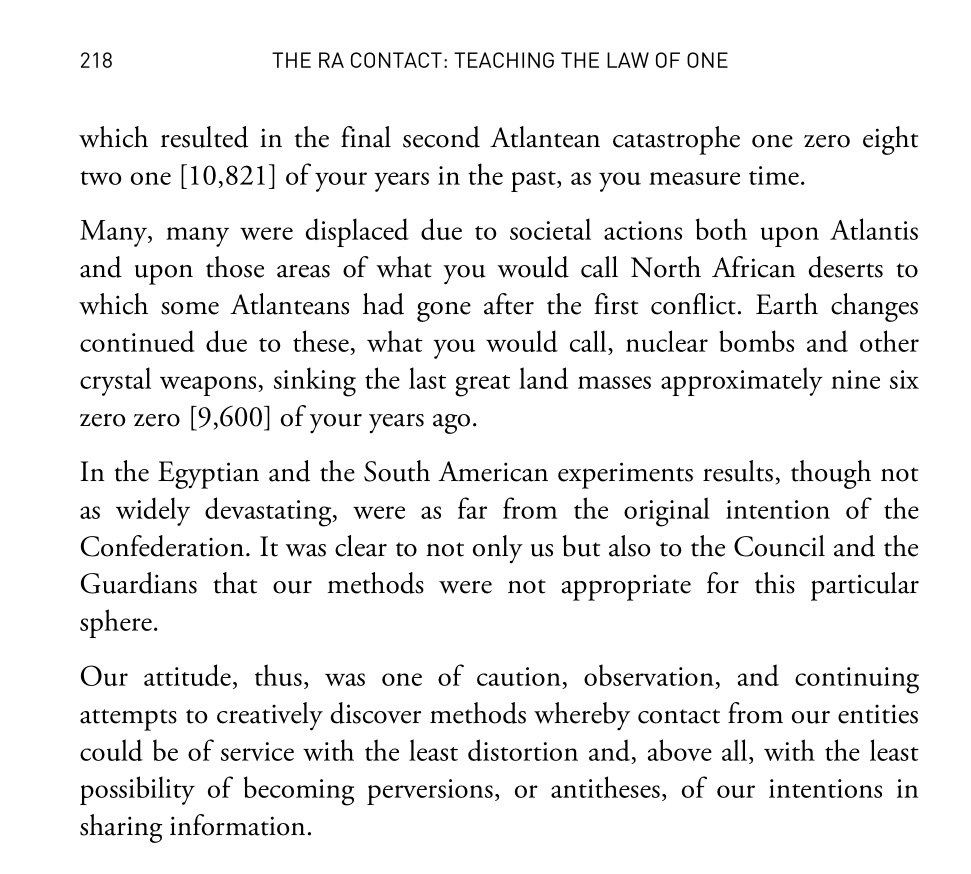 218 THE RA CONTACT: TEACHING THE LAW OF ONE
which resulted in the final second Atlantean catastrophe one zero eight
two one [10,821] of your years in the past, as you measure time.
Many, many were displaced due to societal actions both upon Atlantis
and upon those areas of what you would call North African deserts to
which some Atlanteans had gone after the first conflict. Earth changes
continued due to these, what you would call, nuclear bombs and other
crystal weapons, sinking the last great land masses approximately nine six
zero zero [9,600] of your years ago.
In the Egyptian and the South American experiments results, though not
as widely devastating, were as far from the original intention of the
Confederation. It was clear to not only us but also to the Council and the
Guardians that our methods were not appropriate for this particular
sphere.
Our attitude, thus, was one of caution, observation, and continuing
attempts to creatively discover methods whereby contact from our entities
could be of service with the least distortion and, above all, with the least
possibility of becoming perversions, or antitheses, of our intentions in
sharing information.